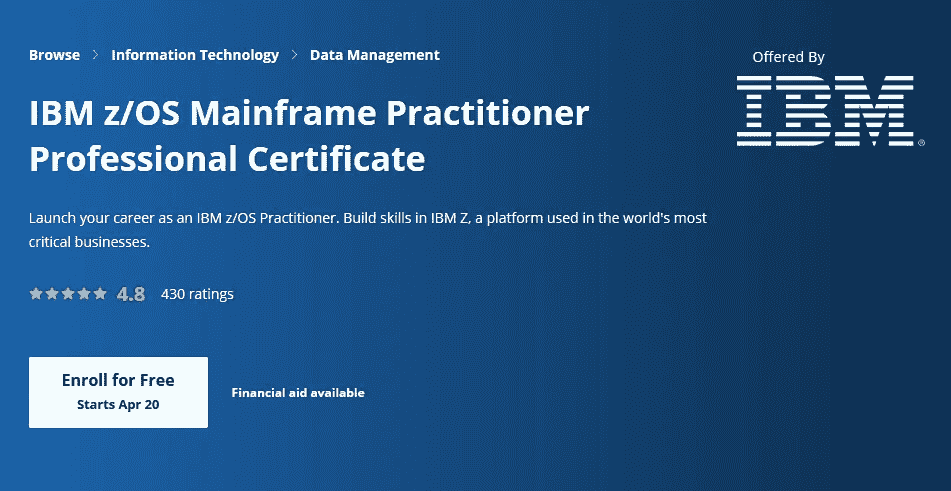 Browse > Information Technology > Data Management
Offered By
IBM®
IBM z/OS Mainframe Practitioner
Professional Certificate
Launch your career as an IBM z/OS Practitioner. Build skills in IBM Z, a platform used in the world's most
critical businesses.
4.8 430 ratings
Enroll for Free
Starts Apr 20
Financial aid available